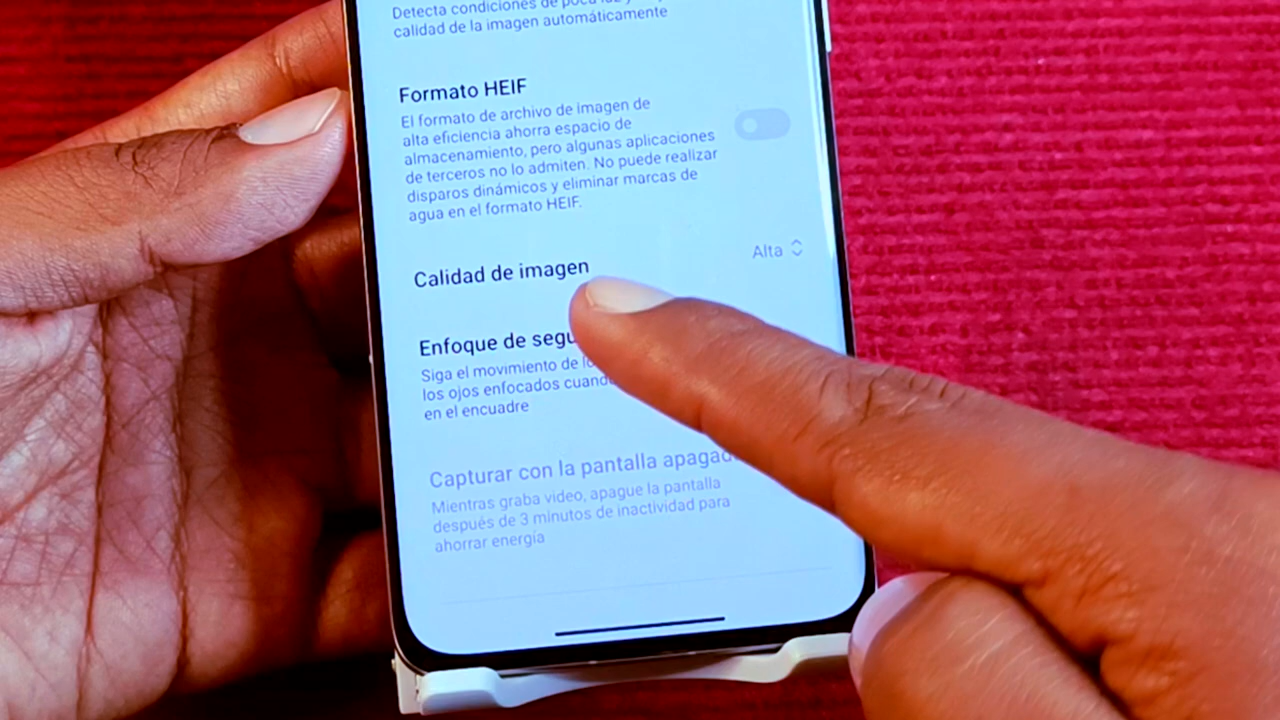 Detecta condiciones de poca luz y
calidad de la imagen automáticamente
Formato HEIF
El formato de archivo de imagen de
alta eficiencia ahorra espacio de
almacenamiento, pero algunas aplicaciones
de terceros no lo admiten. No puede realizar
disparos dinámicos y eliminar marcas de
agua en el formato HEIF.
Calidad de imagen
Alta
Enfoque de segu
Siga el movimiento de
los ojos enfocados cuand
en el encuadre
Capturar con la pantalla apagad
Mientras graba video, apague la pantalla
después de 3 minutos de inactividad para
ahorrar energía